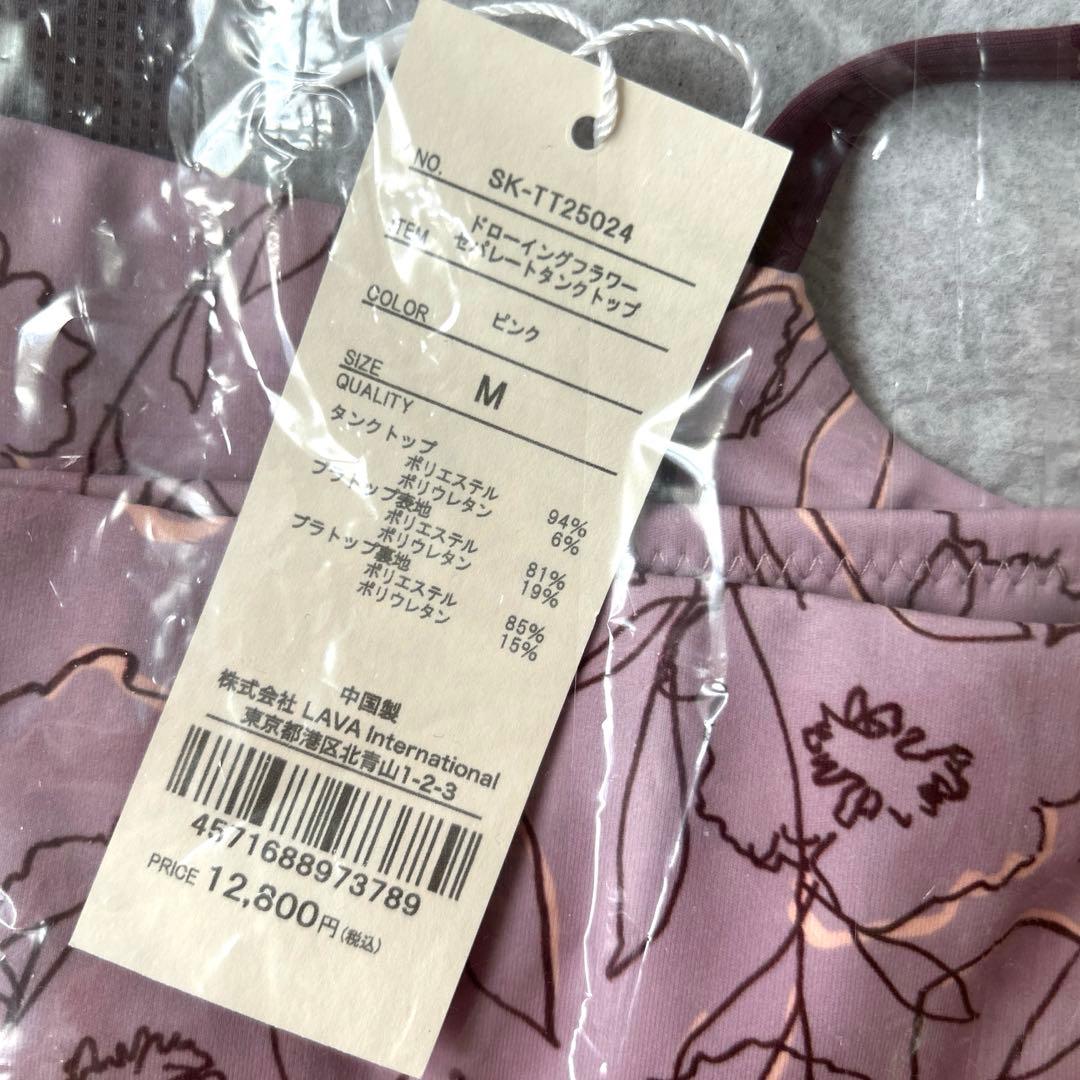 NO. SK-TT25024
ITEM ドローイングフラワー
セパレートタンクトップ
COLOR ピンク
SIZE M
QUALITY
タンクトップ
ポリエステル 94%
ポリウレタン 6%
ブラトップ表地
ポリエステル 81%
ポリウレタン 19%
ブラトップ裏地
ポリエステル 85%
ポリウレタン 15%
中国製
株式会社 LAVA International
東京都港区北青山1-2-3
4571688973789
PRICE 12,800円(税込)